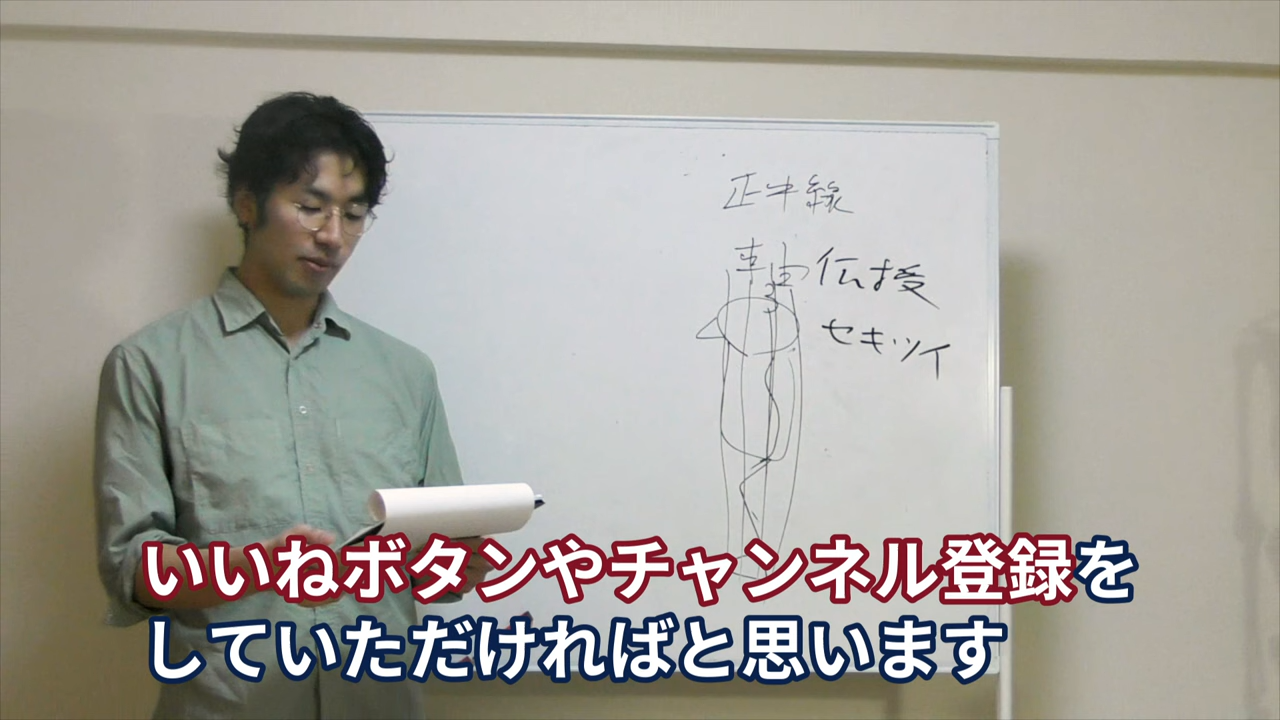 正中線
軸 伝授
セキツイ
いいねボタンやチャンネル登録を
していただければと思います